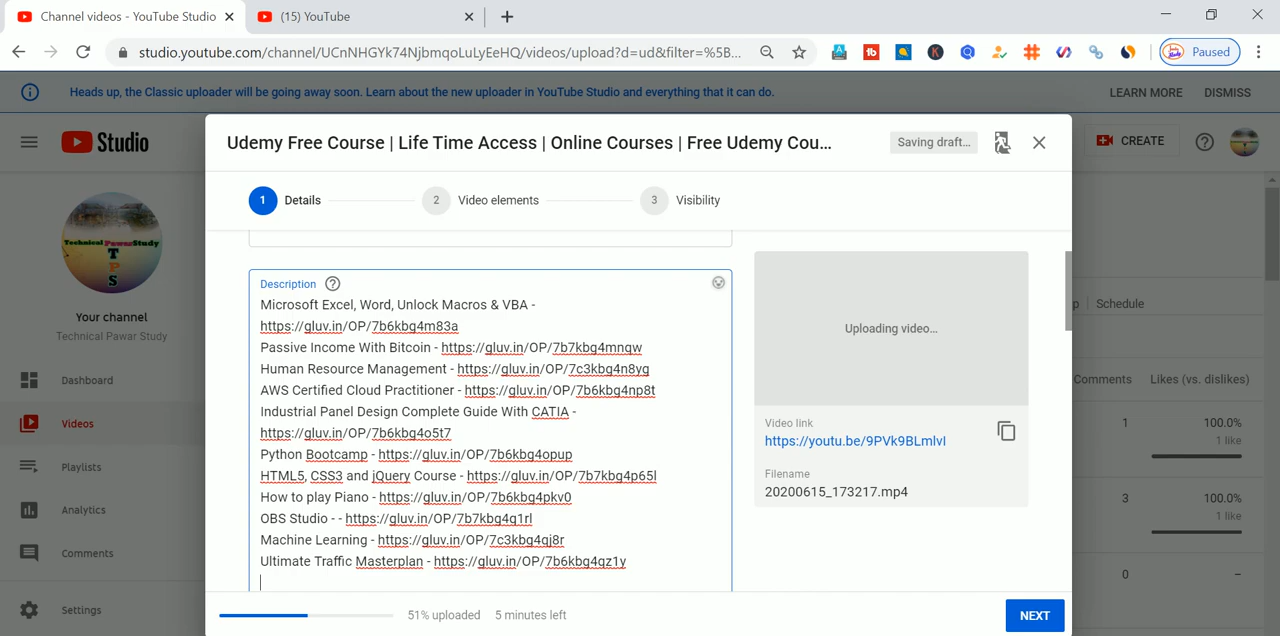 Channel videos - YouTube Studio
(15) YouTube
studio.youtube.com/channel/UCnNHGYk74NjbmqoLuLyEeHQ/videos/upload?d=ud&filter=%5B...
Paused
Heads up, the Classic uploader will be going away soon. Learn about the new uploader in YouTube Studio and everything that it can do.
LEARN MORE
DISMISS
Studio
CREATE
Technical PawarStudy
T
P
S
Your channel
Technical Pawar Study
Dashboard
Videos
Playlists
Analytics
Comments
Settings
Udemy Free Course | Life Time Access | Online Courses | Free Udemy Cou...
Saving draft...
1 Details
2 Video elements
3 Visibility
Description
Microsoft Excel, Word, Unlock Macros & VBA -
https://gluv.in/OP/7b6kbg4m83a
Passive Income With Bitcoin - https://gluv.in/OP/7b7kbg4mnqw
Human Resource Management - https://gluv.in/OP/7c3kbg4n8yg
AWS Certified Cloud Practitioner - https://gluv.in/OP/7b6kbg4np8t
Industrial Panel Design Complete Guide With CATIA -
https://gluv.in/OP/7b6kbg4o5t7
Python Bootcamp - https://gluv.in/OP/7b6kbg4opup
HTML5, CSS3 and jQuery Course - https://gluv.in/OP/7b7kbg4p65l
How to play Piano - https://gluv.in/OP/7b6kbg4pkv0
OBS Studio - - https://gluv.in/OP/7b7kbg4q1rl
Machine Learning - https://gluv.in/OP/7c3kbg4qj8r
Ultimate Traffic Masterplan - https://gluv.in/OP/7b6kbg4qz1y
Uploading video...
Video link
https://youtu.be/9PVk9BLmlvI
Filename
20200615_173217.mp4
51% uploaded
5 minutes left
NEXT
Schedule
Comments
Likes (vs. dislikes)
1
100.0%
1 like
3
100.0%
1 like
0
–